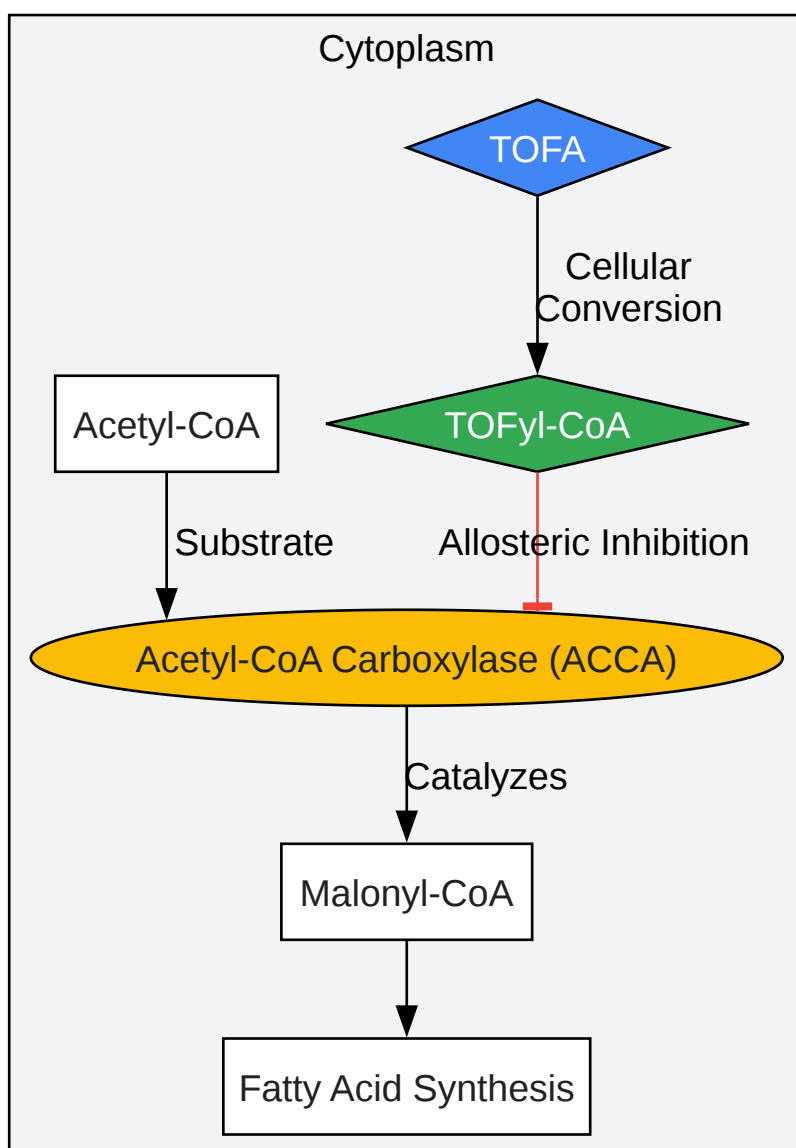 Cytoplasm
TOFA
Cellular
Conversion
Acetyl-CoA
TOFyl-CoA
Substrate
Allosteric Inhibition
Acetyl-CoA Carboxylase (ACCA)
Catalyzes
Malonyl-CoA
Fatty Acid Synthesis